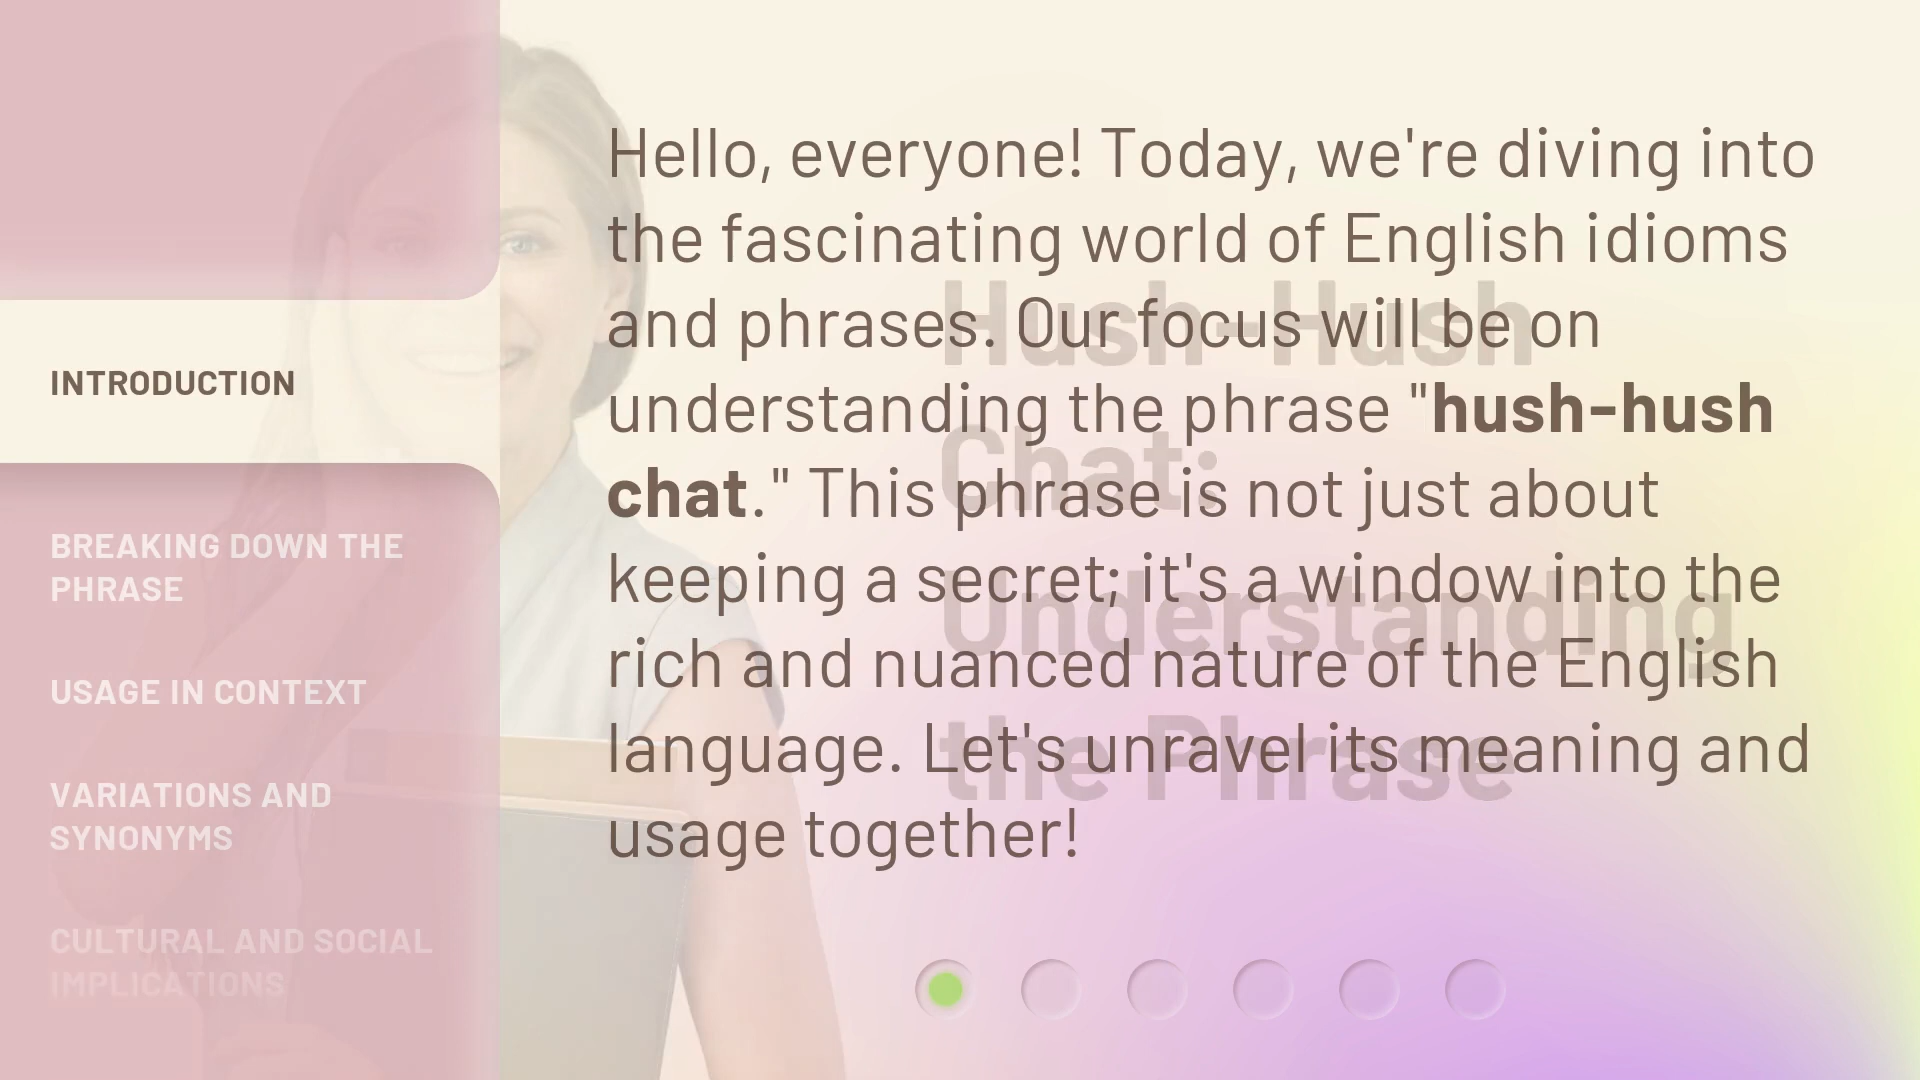 INTRODUCTION
BREAKING DOWN THE
PHRASE
USAGE IN CONTEXT
VARIATIONS AND
SYNONYMS
CULTURAL AND SOCIAL
IMPLICATIONS
Hello, everyone! Today, we're diving into
the fascinating world of English idioms
and phrases. Our focus will be on
understanding the phrase "hush-hush
chat." This phrase is not just about
keeping a secret; it's a window into the
rich and nuanced nature of the English
language. Let's unravel its meaning and
usage together!
Hush-Hush
Chat:
Understanding
the Phrase